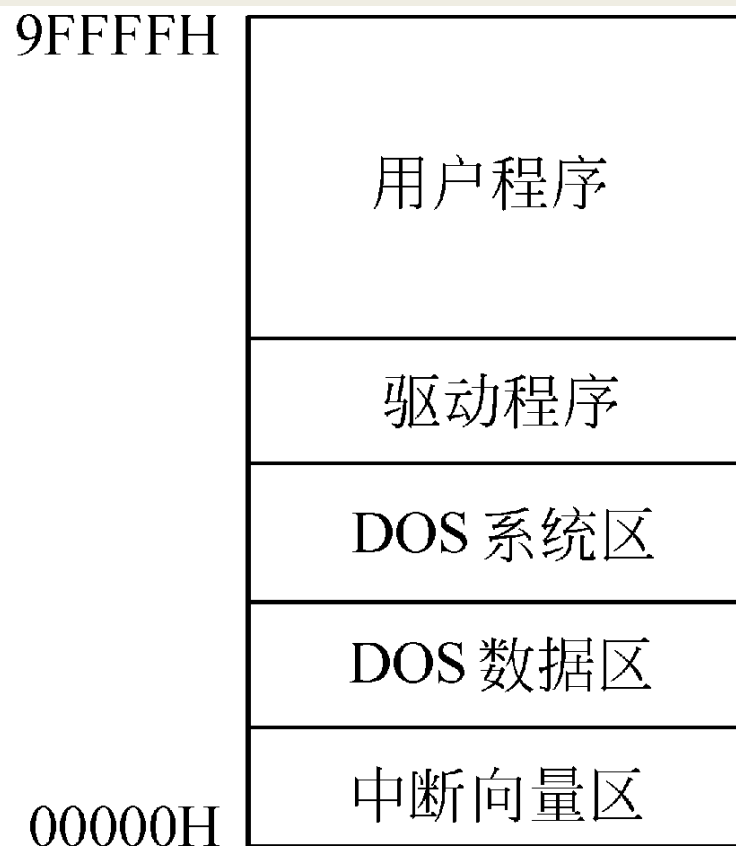 9FFFFH
用户程序
驱动程序
DOS 系统区
DOS 数据区
中断向量区
00000H